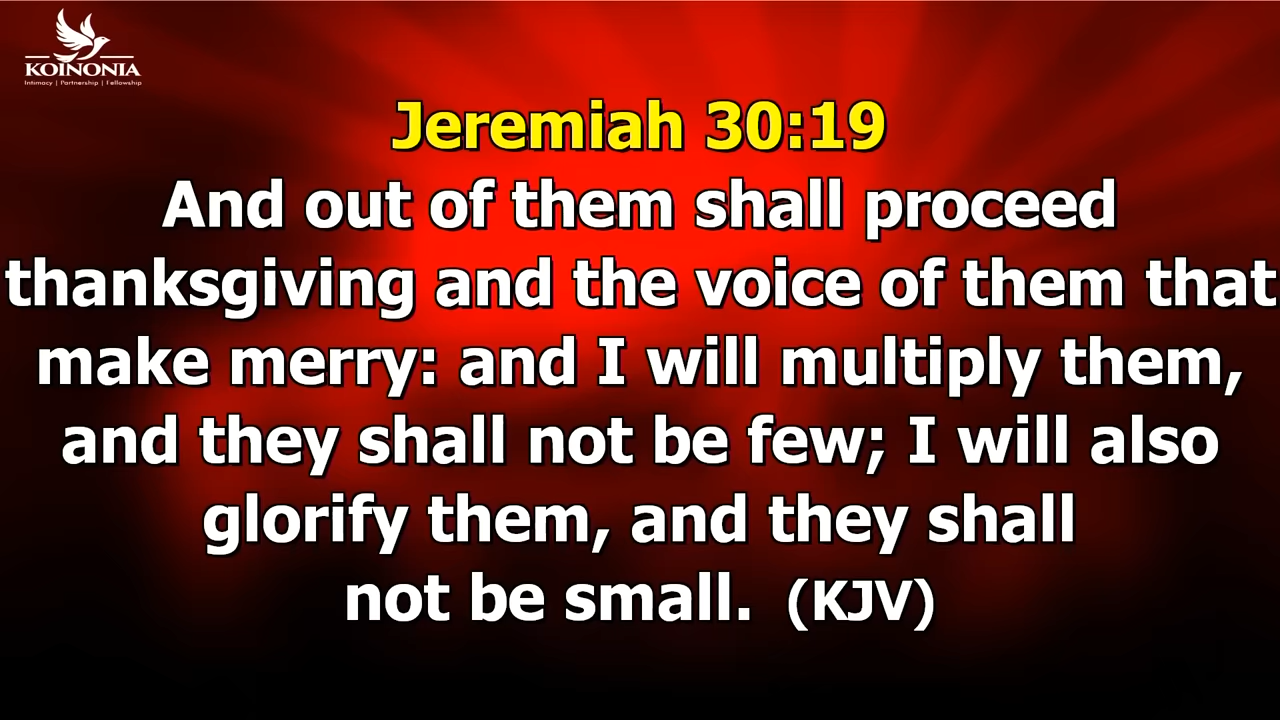 KOINONIA
Intimacy | Partnership | Fellowship
Jeremiah 30:19
And out of them shall proceed
thanksgiving and the voice of them that
make merry: and I will multiply them,
and they shall not be few; I will also
glorify them, and they shall
not be small. (KJV)